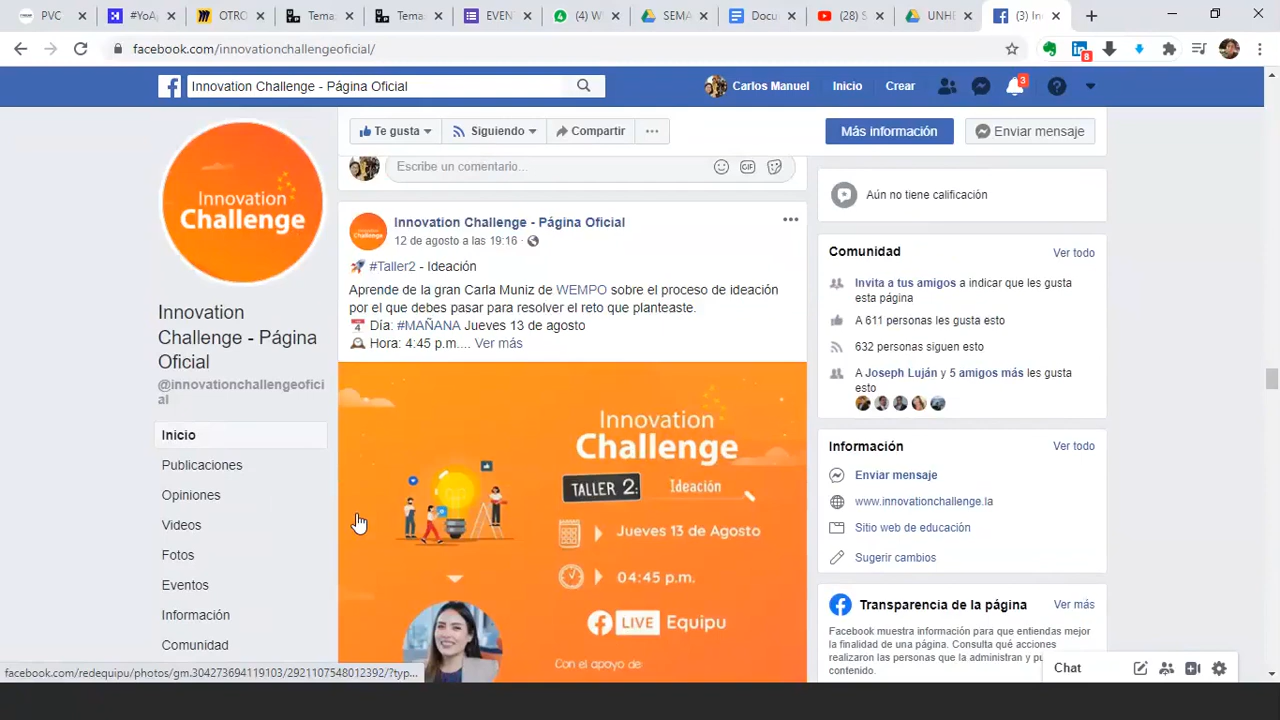 PVC
#YoAp
OTRO
Tema
Tema
EVEN
(4) W
SEMA
Docu
(28) S
UNHE
(3) In
facebook.com/innovationchallengeoficial/
8
Innovation Challenge - Página Oficial
Carlos Manuel
Inicio
Crear
3
Te gusta
Siguiendo
Compartir
Más información
Enviar mensaje
Innovation
Challenge
Innovation
Challenge - Página
Oficial
@innovationchallengeofici
al
Inicio
Publicaciones
Opiniones
Videos
Fotos
Eventos
Información
Comunidad
Escribe un comentario...
GIF
Innovation Challenge - Página Oficial
12 de agosto a las 19:16 ·
#Taller2 - Ideación
Aprende de la gran Carla Muniz de WEMPO sobre el proceso de ideación
por el que debes pasar para resolver el reto que planteaste.
Día: #MAÑANA Jueves 13 de agosto
Hora: 4:45 p.m.... Ver más
Innovation
Challenge
TALLER 2: Ideación
Jueves 13 de Agosto
04:45 p.m.
LIVE Equipu
Con el apoyo de:
Aún no tiene calificación
Comunidad
Ver todo
Invita a tus amigos a indicar que les gusta
esta página
A 611 personas les gusta esto
632 personas siguen esto
A Joseph Luján y 5 amigos más les gusta
esto
Información
Ver todo
Enviar mensaje
www.innovationchallenge.la
Sitio web de educación
Sugerir cambios
Transparencia de la página
Ver más
Facebook muestra información para que entiendas mejor
la finalidad de una página. Consulta qué acciones
realizaron las personas que la administran y pu
contenido.
Chat
facebook.com/redequipu/photos/gm.304273694119103/2921107548012392/?typ...